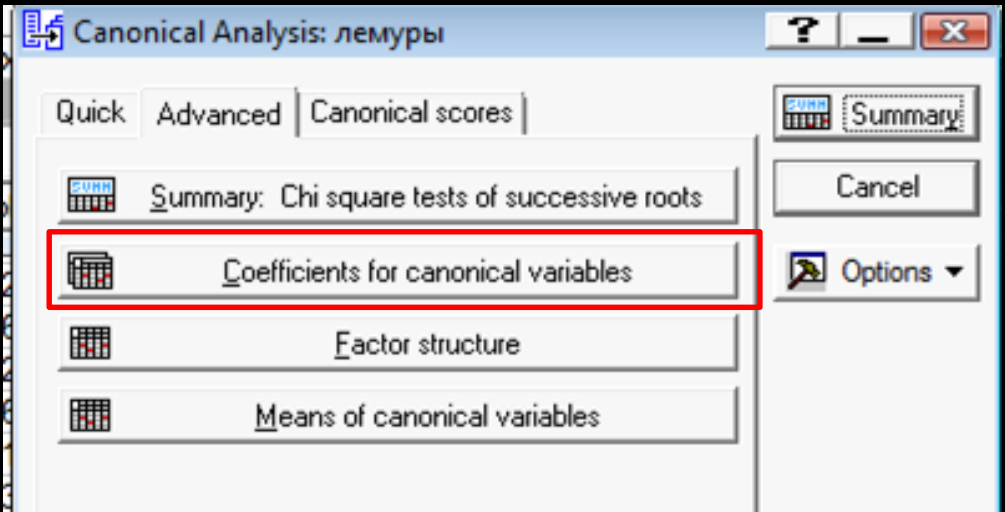 Canonical Analysis: лемуры
Quick
Advanced
Canonical scores
Summary
Summary: Chi square tests of successive roots
Cancel
Coefficients for canonical variables
Options
Factor structure
Means of canonical variables